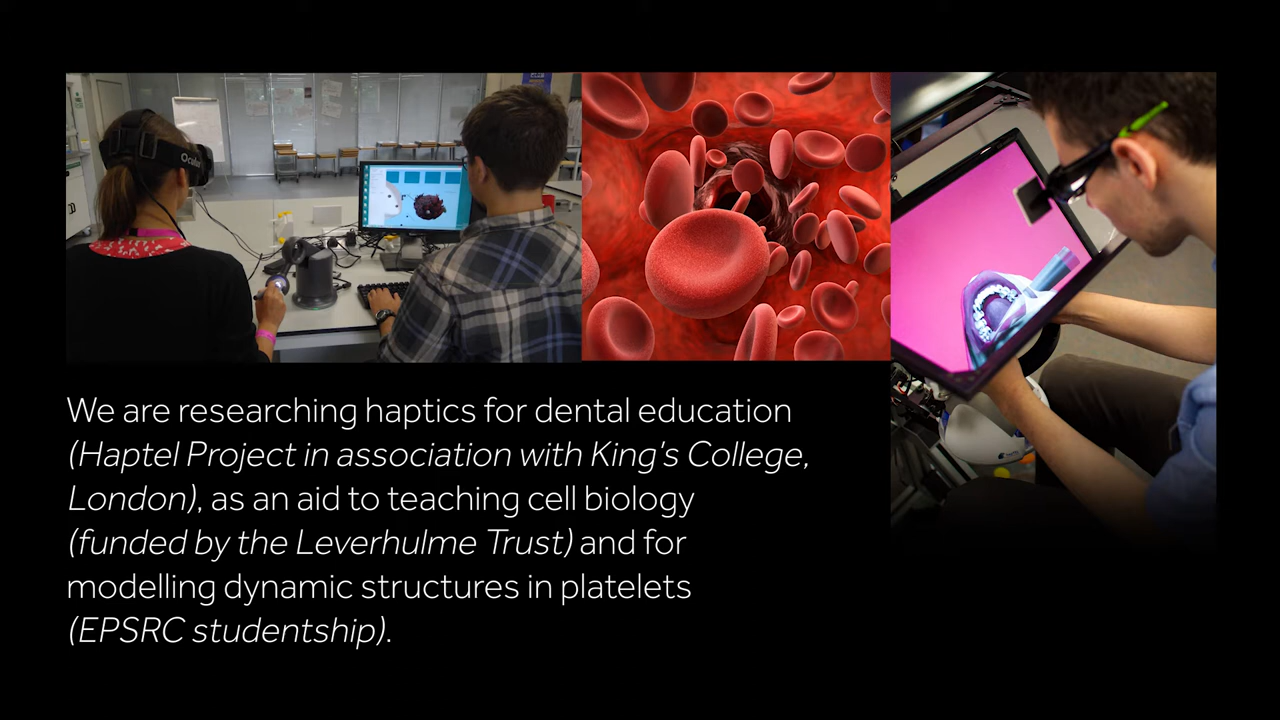 Oculus
We are researching haptics for dental education
(Haptel Project in association with King's College,
London), as an aid to teaching cell biology
(funded by the Leverhulme Trust) and for
modelling dynamic structures in platelets
(EPSRC studentship).